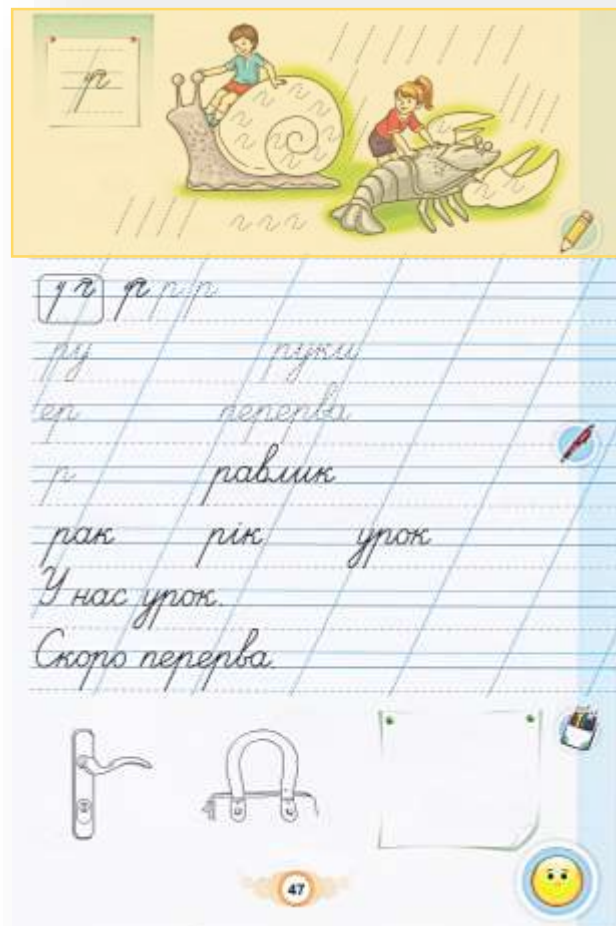 р
р р р р
ру руки
ер перерва
р равлик
рак рік урок
У нас урок.
Скоро перерва.
47